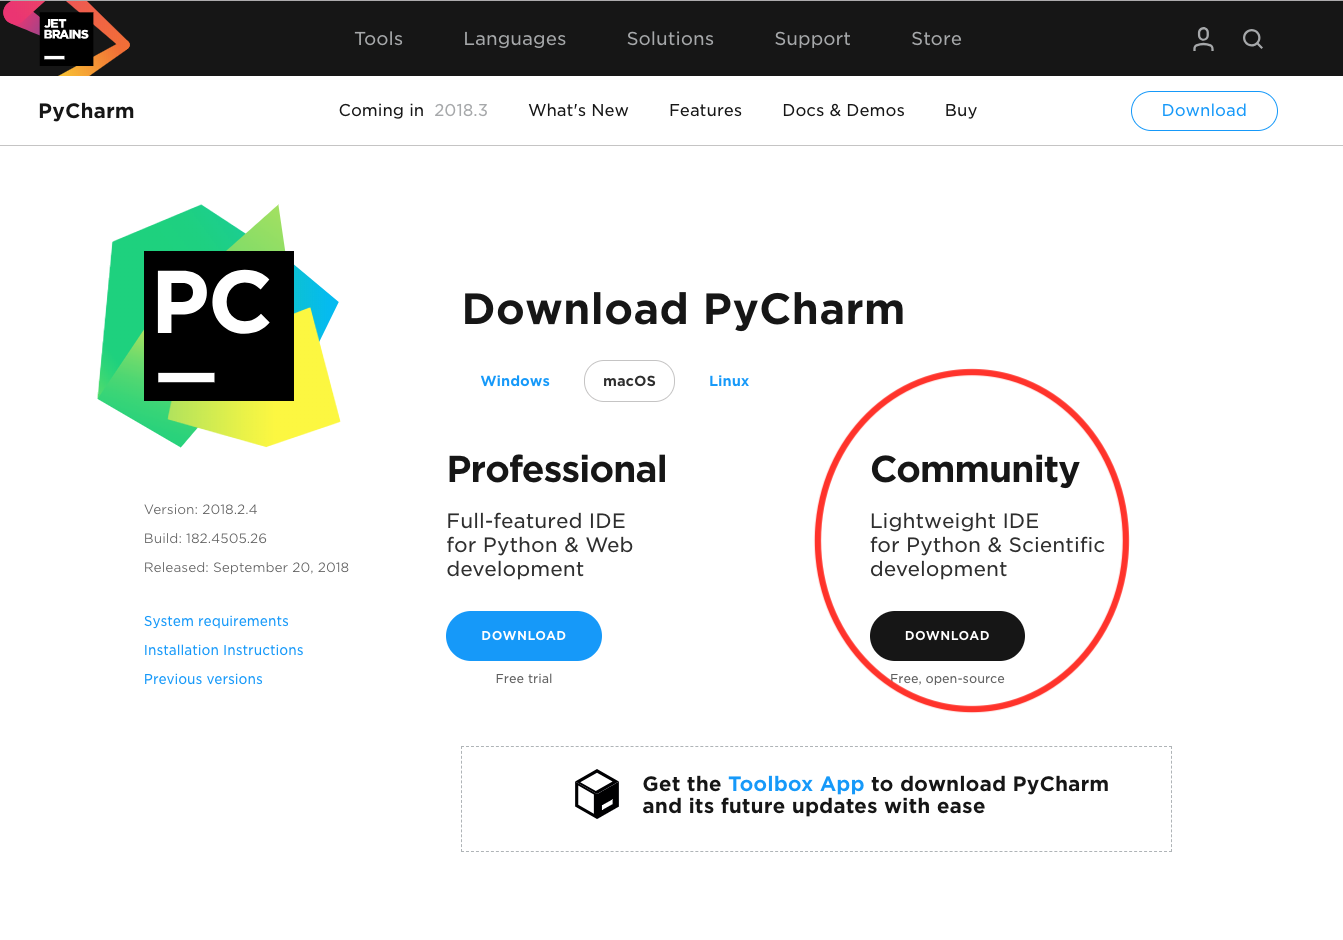 JET
BRAINS
Tools Languages Solutions Support Store
PyCharm Coming in 2018.3 What's New Features Docs & Demos Buy Download
PC
Download PyCharm
Windows macOS Linux
Professional
Full-featured IDE
for Python & Web
development
DOWNLOAD
Free trial
Community
Lightweight IDE
for Python & Scientific
development
DOWNLOAD
Free, open-source
Version: 2018.2.4
Build: 182.4505.26
Released: September 20, 2018
System requirements
Installation Instructions
Previous versions
Get the Toolbox App to download PyCharm
and its future updates with ease